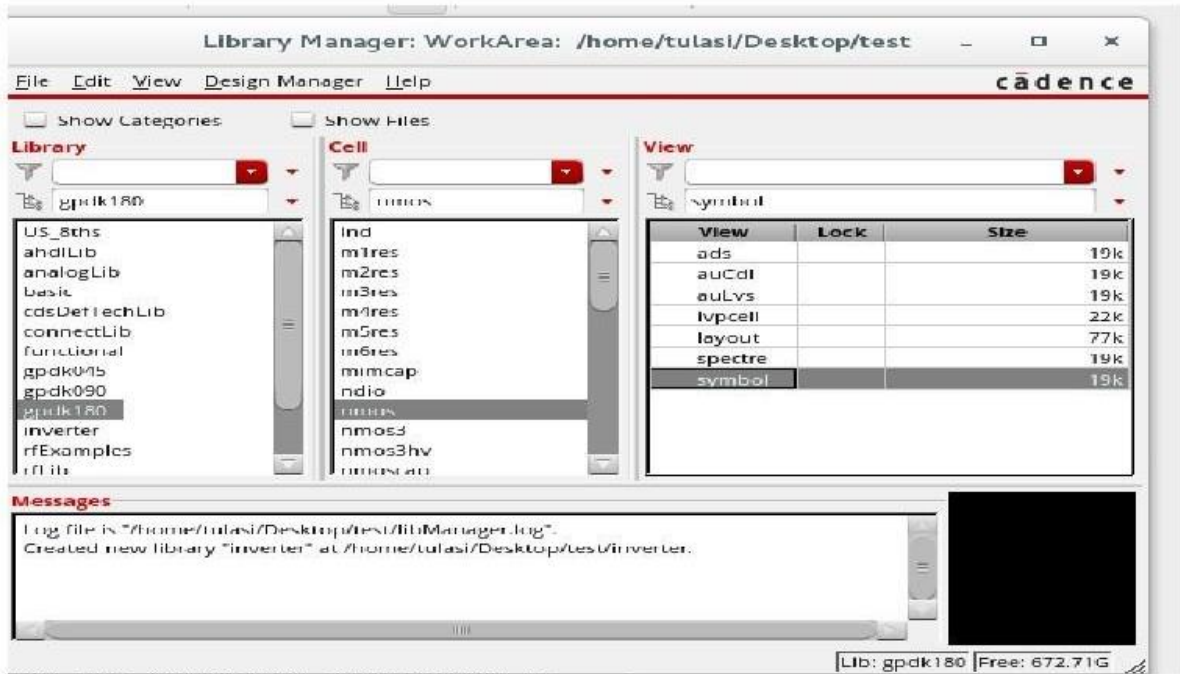 Library Manager: WorkArea: /home/tulasi/Desktop/test
File Edit View Design Manager Help
cādence
Show Categories
Show Files
Library
Cell
View
gpdk180
nmos
symbol
US_8ths
ahdlLib
analogLib
basic
cdsDefTechLib
connectLib
functional
gpdk045
gpdk090
gpdk180
inverter
rfExamples
rfLib
ind
m1res
m2res
m3res
m4res
m5res
m6res
mimcap
ndio
nmos
nmos3
nmos3hv
nmoscap
View Lock Size
ads 19k
auCdl 19k
auLvs 19k
ivpcell 22k
layout 77k
spectre 19k
symbol 19k
Messages
Log file is "/home/tulasi/Desktop/test/libManager.log".
Created new library "inverter" at /home/tulasi/Desktop/test/inverter.
Lib: gpdk180 Free: 672.71G